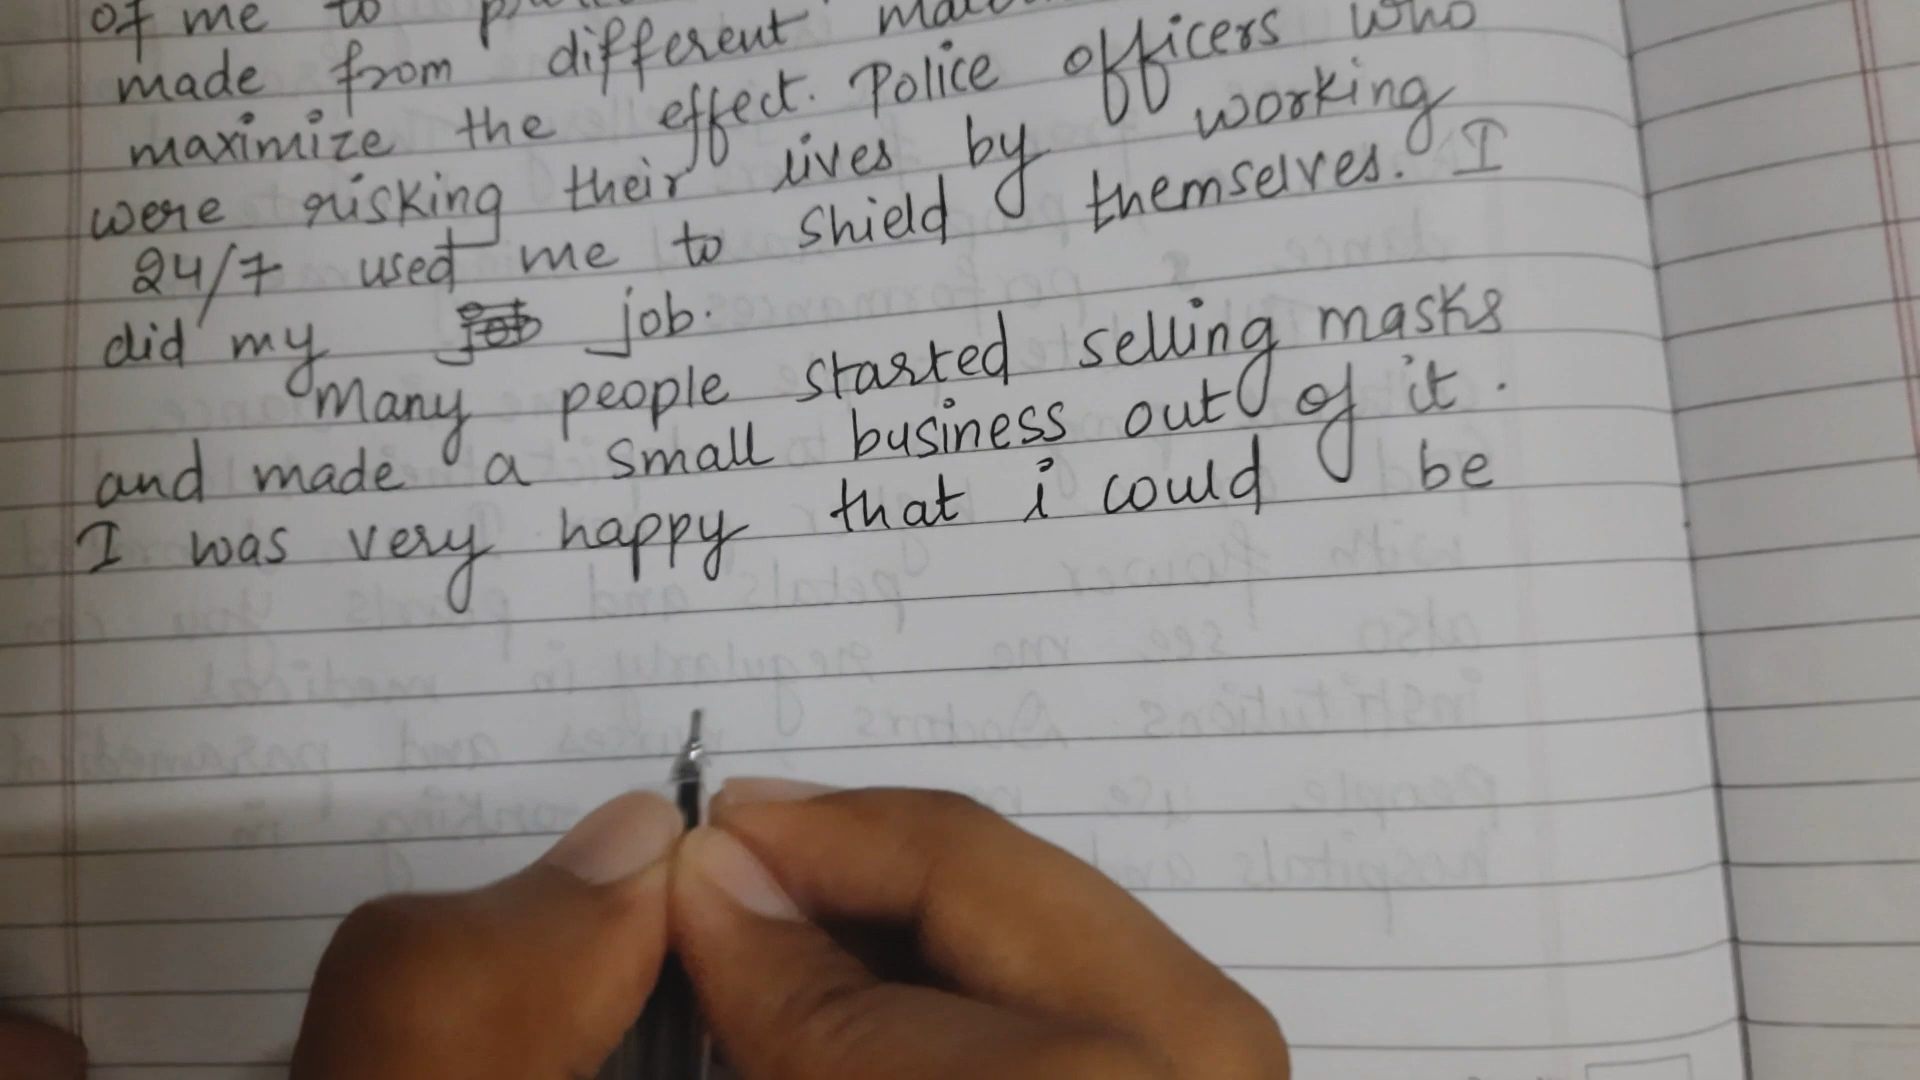 of me to
made from different
maximize the effect. Police officers who
were risking their lives by working
24/7 used me to shield themselves. I
did my job.
Many people started selling masks
and made a small business out of it.
I was very happy that i could be